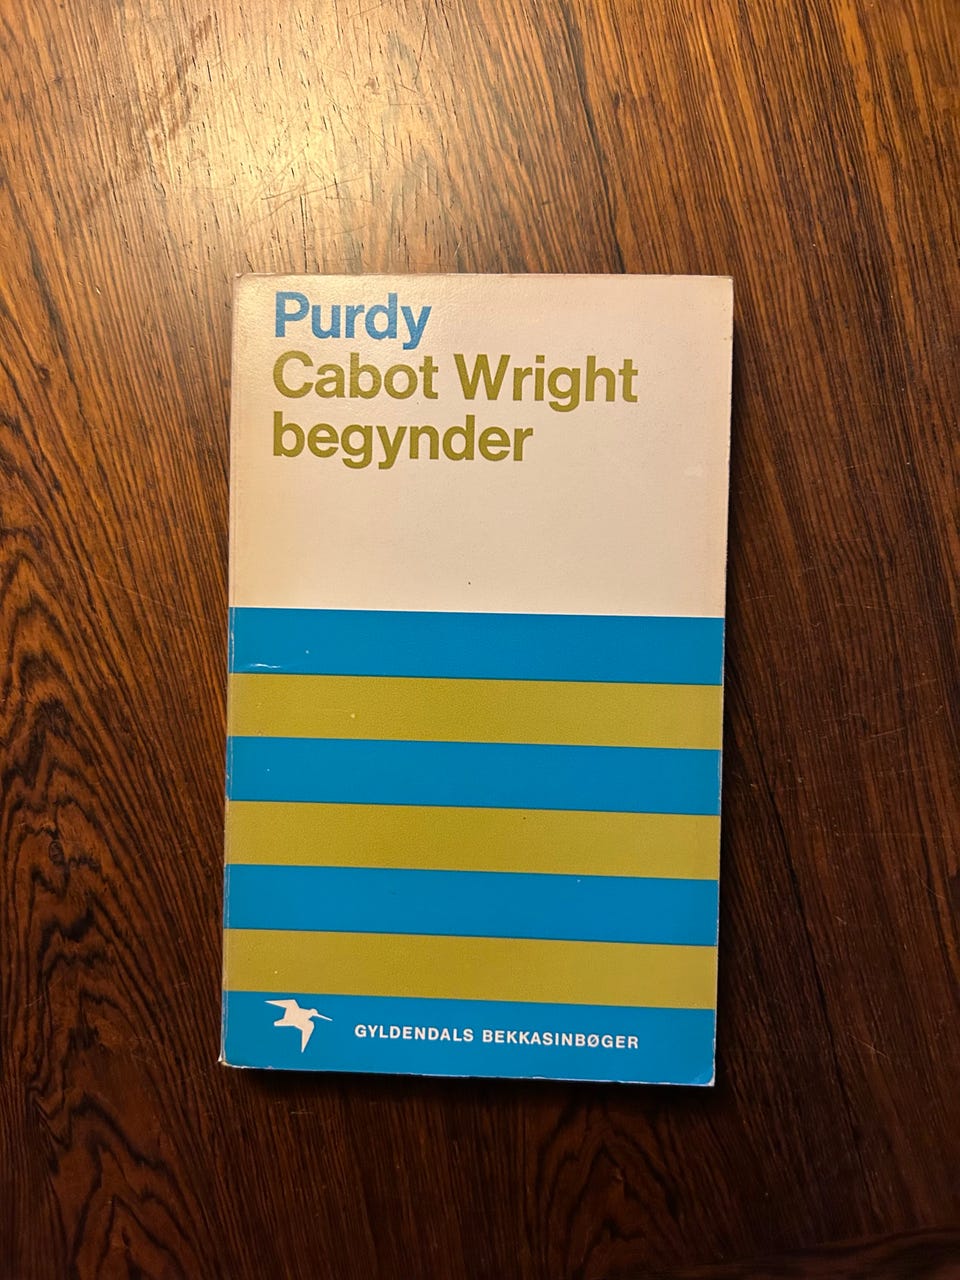 Purdy
Cabot Wright
begynder
GYLDENDALS BEKKASINBØGER